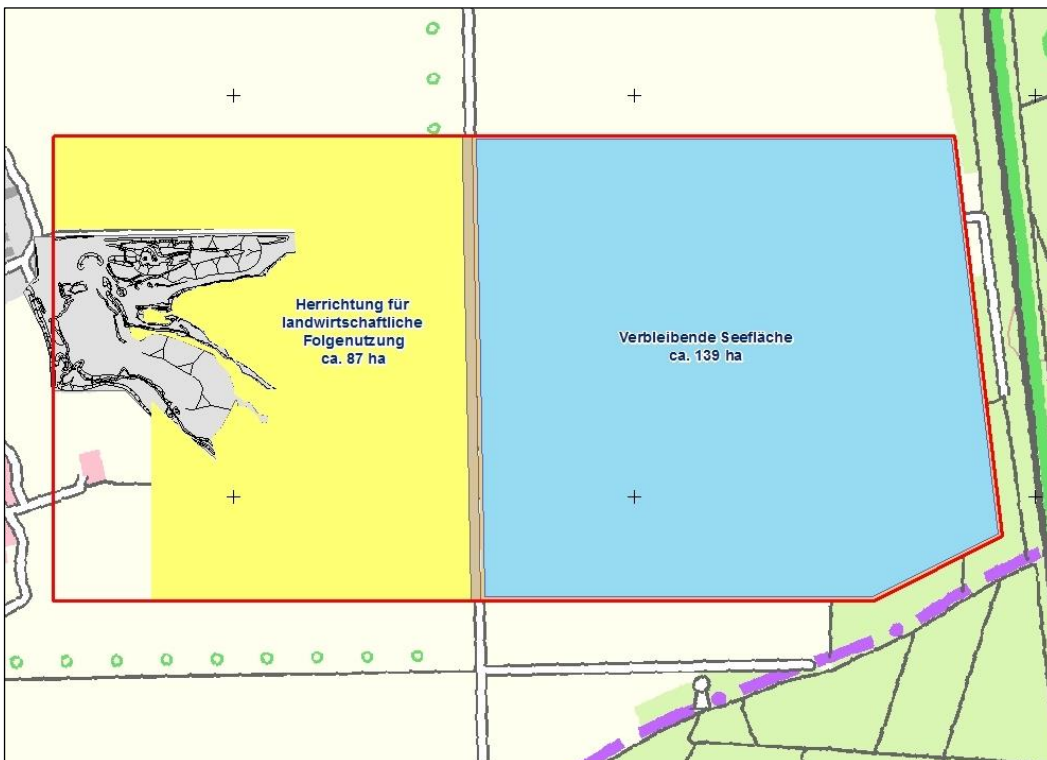 Herrichtung für
landwirtschaftliche
Folgenutzung
ca. 87 ha
Verbleibende Seefläche
ca. 139 ha